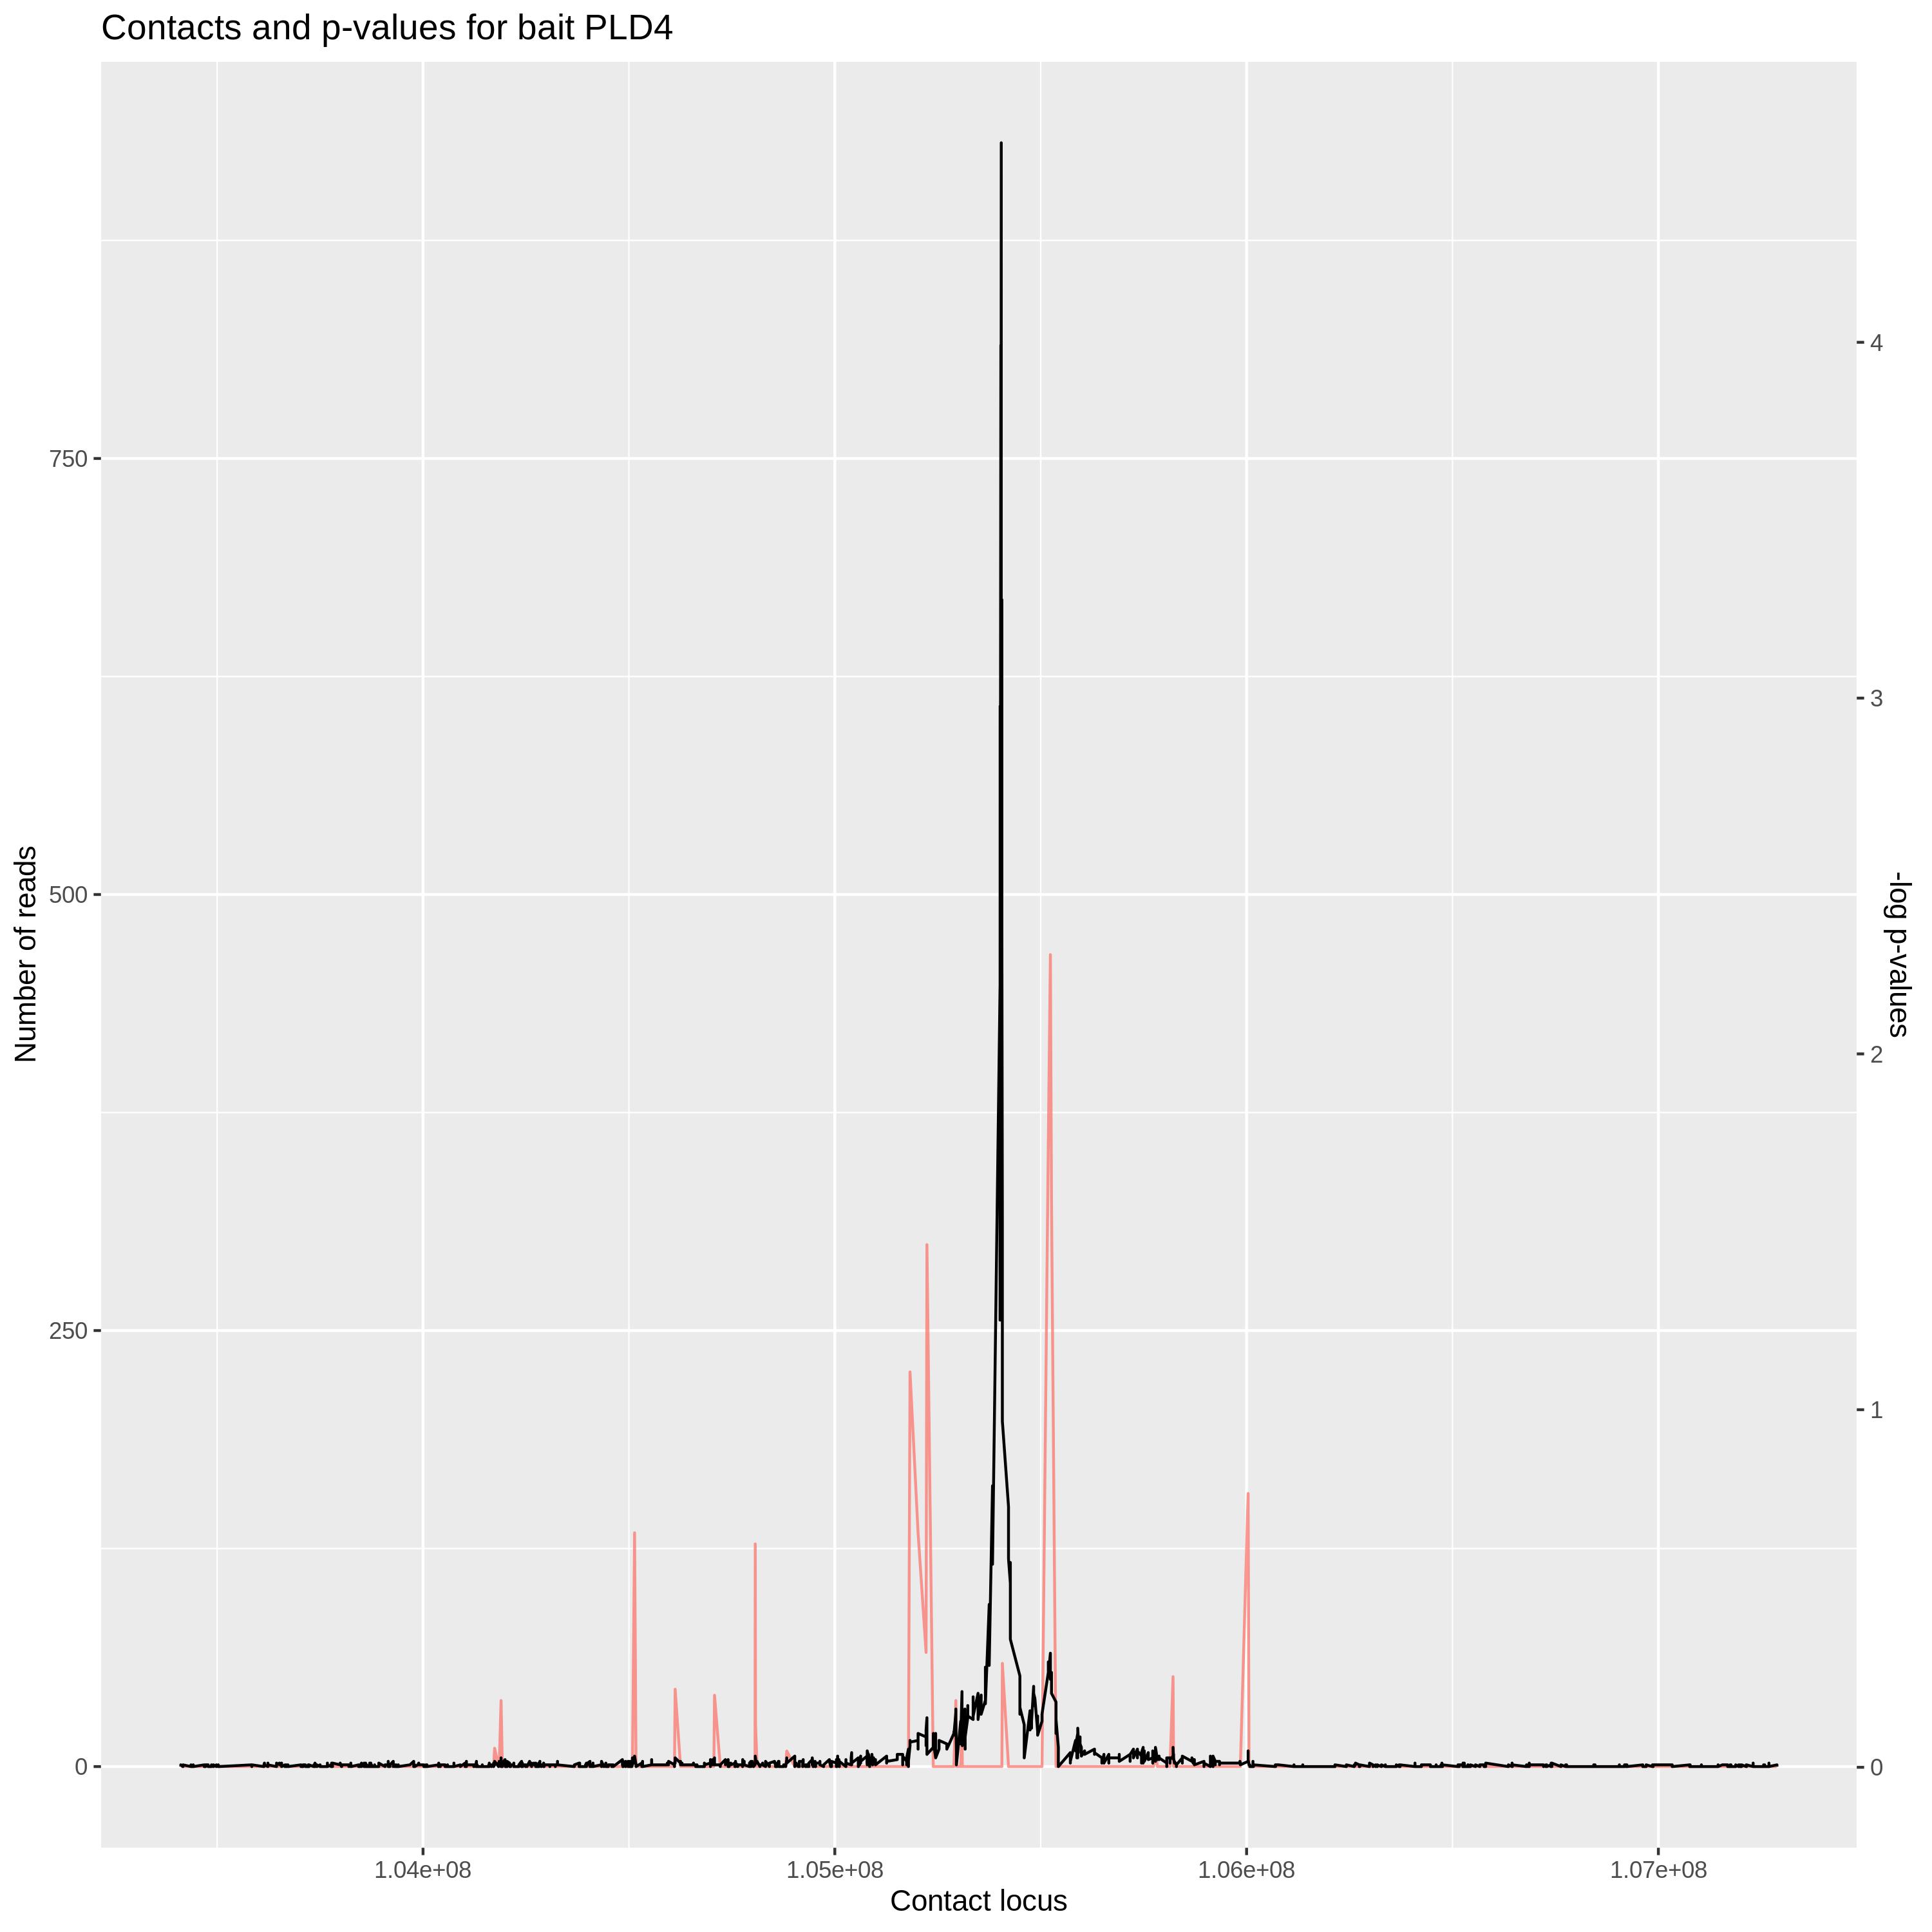 Contacts and p-values for bait PLD4
Number of reads
750
500
250
0
-log p-values
4
3
2
1
0
1.04e+08
1.05e+08
1.06e+08
1.07e+08
Contact locus